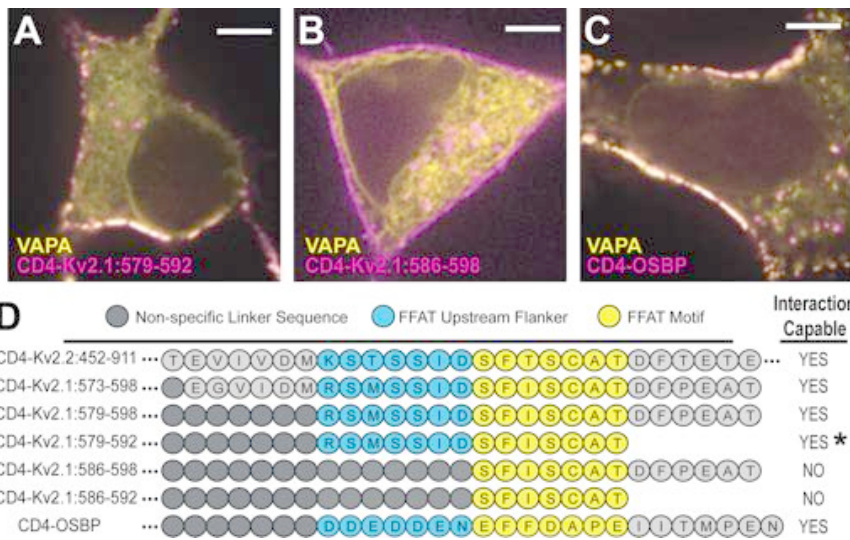 A
VAPA
CD4-Kv2.1:579-592
B
VAPA
CD4-Kv2.1:586-598
C
VAPA
CD4-OSBP
D
Non-specific Linker Sequence FFAT Upstream Flanker FFAT Motif
Interaction
Capable
CD4-Kv2.2:452-911 ••• T E V I V D M K S T S S I D S F T S C A T D F T E T E ••• YES
CD4-Kv2.1:573-598 ••• E G V I D M R S M S S I D S F I S C A T D F P E A T YES
CD4-Kv2.1:579-598 ••• R S M S S I D S F I S C A T D F P E A T YES
CD4-Kv2.1:579-592 ••• R S M S S I D S F I S C A T YES *
CD4-Kv2.1:586-598 ••• S F I S C A T D F P E A T NO
CD4-Kv2.1:586-592 ••• S F I S C A T NO
CD4-OSBP ••• D D E D D E N E F F D A P E I I T M P E N YES